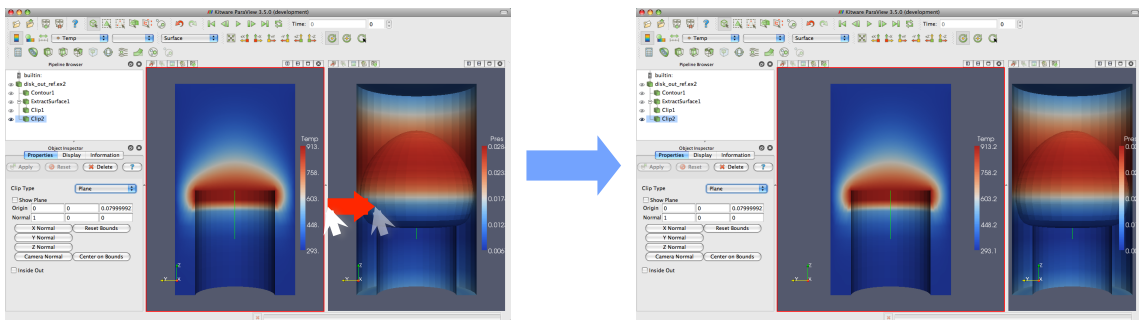 Kitware ParaView 3.5.0 (development)
Time: 0 0
Temp Surface
Pipeline Browser
builtin:
disk_out_ref.ex2
Contour1
ExtractSurface1
Clip1
Clip2
Object Inspector
Properties Display Information
Apply Reset Delete ?
Clip Type Plane
Show Plane
Origin 0 0 0.07999992
Normal 1 0 0
X Normal Reset Bounds
Y Normal
Z Normal
Camera Normal Center on Bounds
Inside Out
Temp
913.
758.
603.
448.
293.
Z
Y X
Pres
0.028
0.023
0.017
0.012
0.006
Z
Y X
Kitware ParaView 3.5.0 (development)
Time: 0 0
Temp Surface
Pipeline Browser
builtin:
disk_out_ref.ex2
Contour1
ExtractSurface1
Clip1
Clip2
Object Inspector
Properties Display Information
Apply Reset Delete ?
Clip Type Plane
Show Plane
Origin 0 0 0.07999992
Normal 1 0 0
X Normal Reset Bounds
Y Normal
Z Normal
Camera Normal Center on Bounds
Inside Out
Temp
913.2
758.2
603.2
448.2
293.1
Z
Y X
Pres
Z
Y X